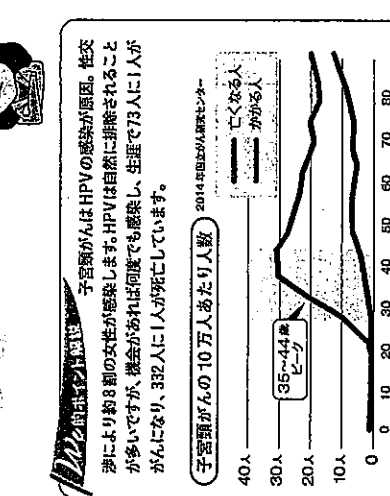 的ポイント解説
子宮頸がんはHPVの感染が原因。性交
渉により約8割の女性が感染します。HPVは自然に排除されること
が多いですが、機会があれば何度でも感染し、生涯で73人に1人が
がんになり、332人に1人が死亡しています。
子宮頸がんの10万人あたり人数
2014年国立がん研究センター
亡くなる人
かかる人
40人
30人
20人
10人
35〜44歳
ピーク
0 10 20 30 40 50 60 70 80